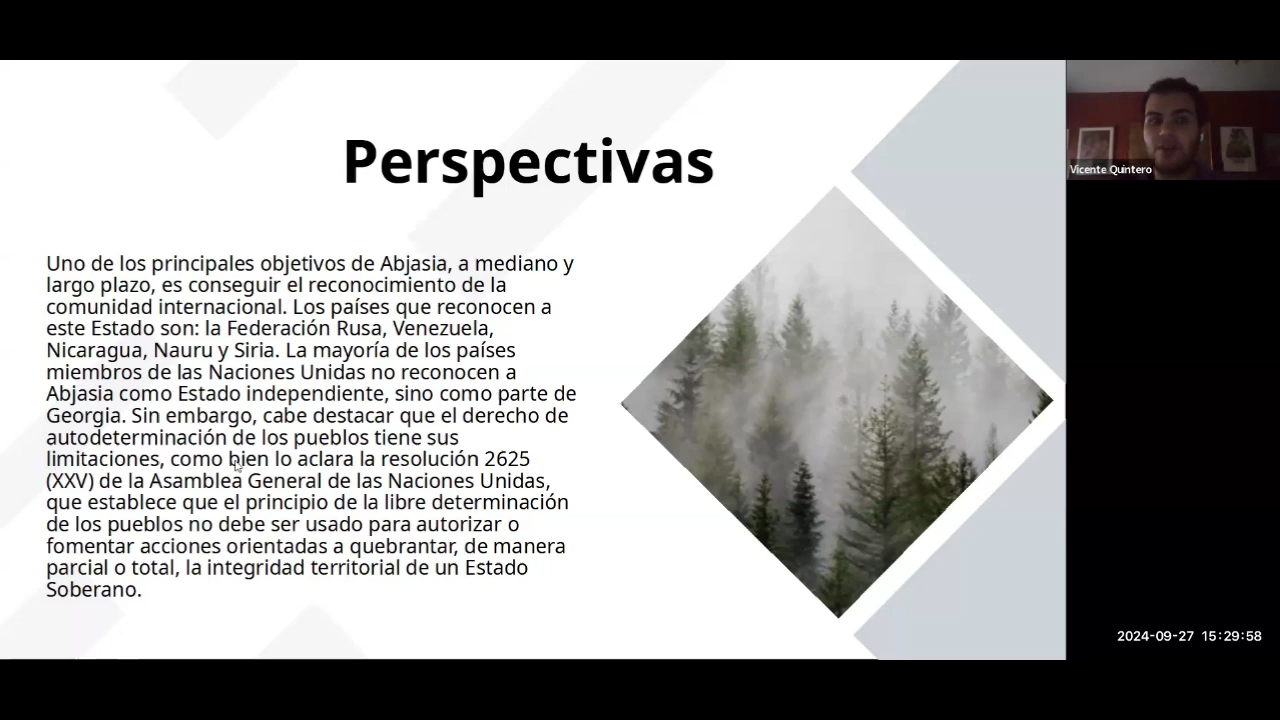 Perspectivas
Uno de los principales objetivos de Abjasia, a mediano y
largo plazo, es conseguir el reconocimiento de la
comunidad internacional. Los países que reconocen a
este Estado son: la Federación Rusa, Venezuela,
Nicaragua, Nauru y Siria. La mayoría de los países
miembros de las Naciones Unidas no reconocen a
Abjasia como Estado independiente, sino como parte de
Georgia. Sin embargo, cabe destacar que el derecho de
autodeterminación de los pueblos tiene sus
limitaciones, como bien lo aclara la resolución 2625
(XXV) de la Asamblea General de las Naciones Unidas,
que establece que el principio de la libre determinación
de los pueblos no debe ser usado para autorizar o
fomentar acciones orientadas a quebrantar, de manera
parcial o total, la integridad territorial de un Estado
Soberano.
Vicente Quintero
2024-09-27 15:29:58